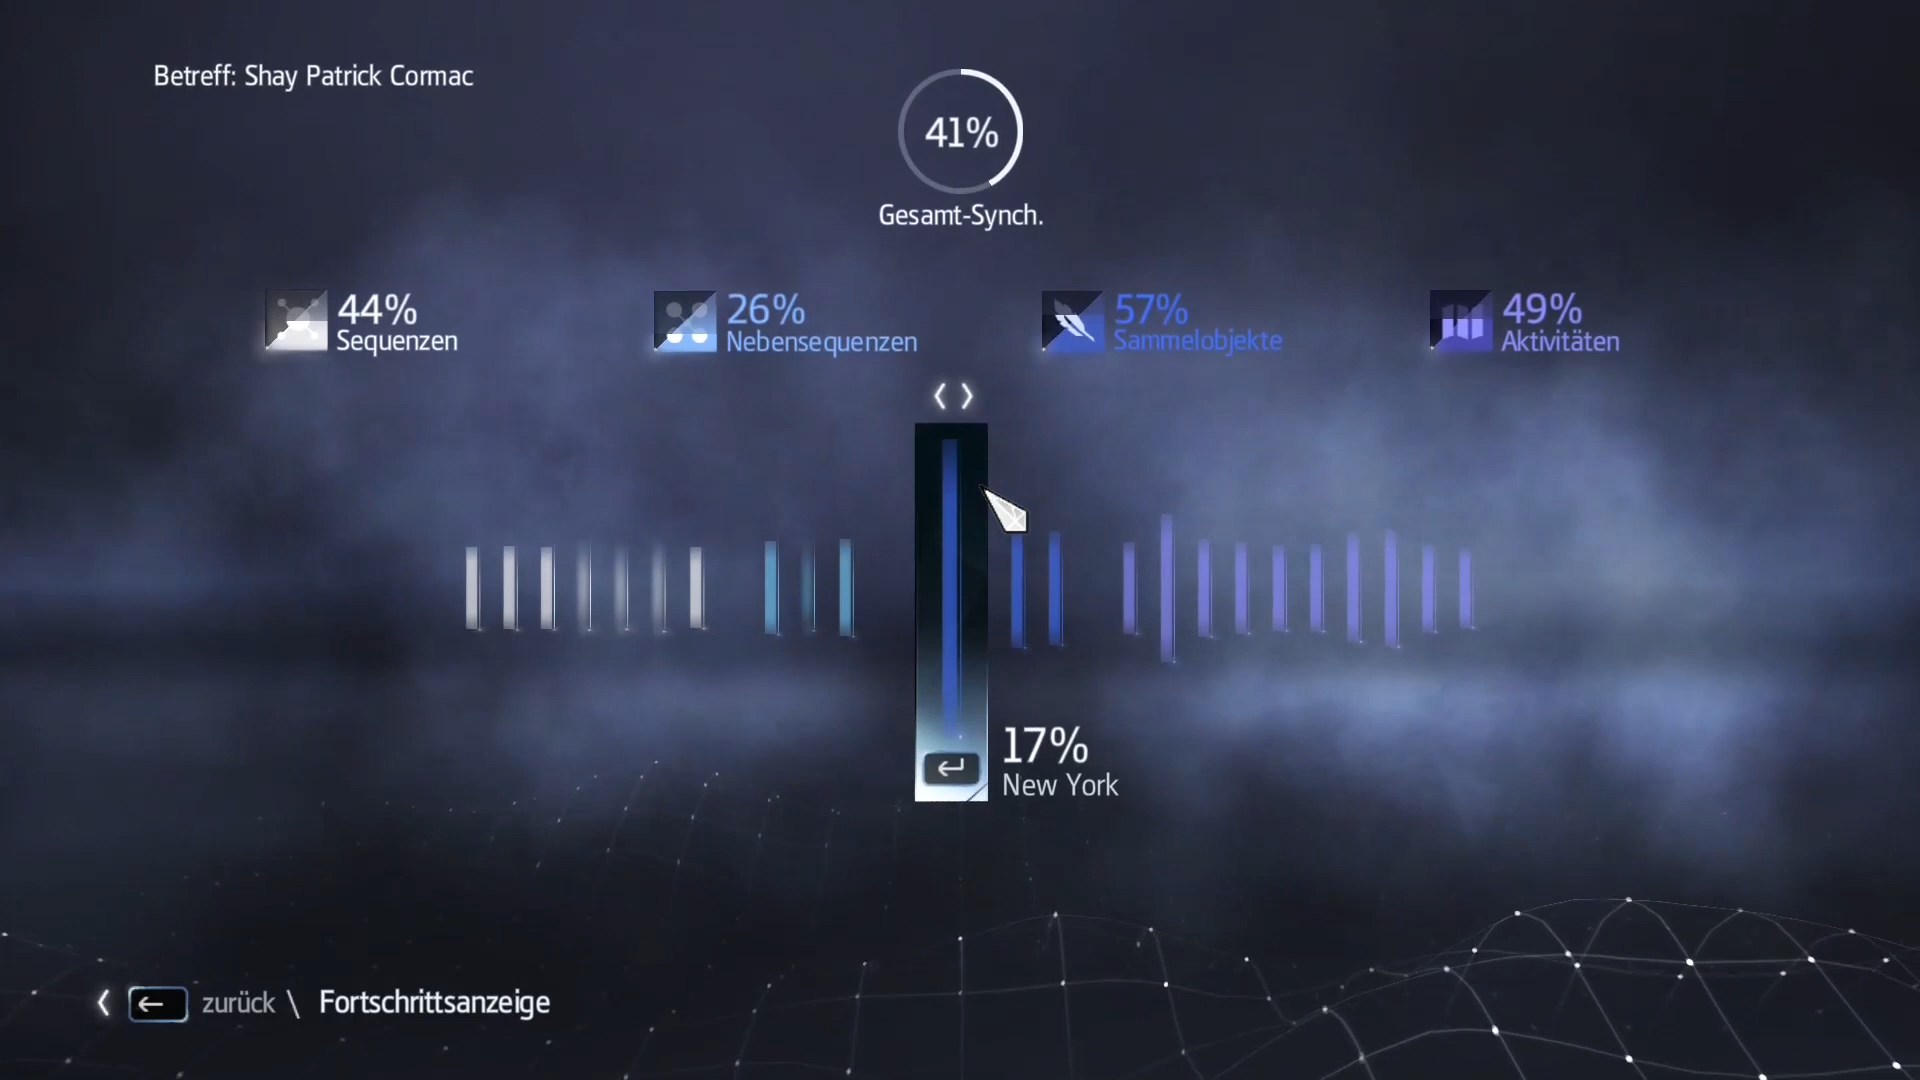 Betreff: Shay Patrick Cormac
41%
Gesamt-Synch.
44%
Sequenzen
26%
Nebensequenzen
57%
Sammelobjekte
49%
Aktivitäten
17%
New York
zurück \ Fortschrittsanzeige